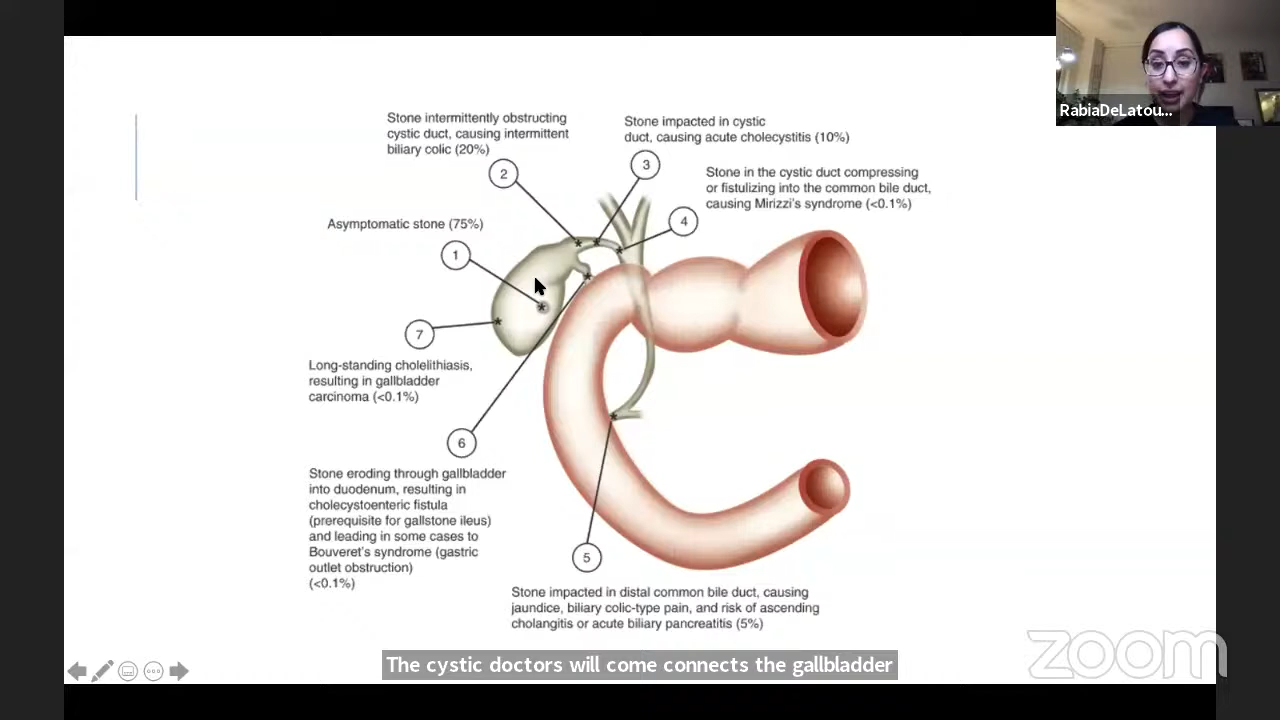 RabiaDeLatou...
Stone intermittently obstructing
cystic duct, causing intermittent
biliary colic (20%)
Stone impacted in cystic
duct, causing acute cholecystitis (10%)
2
3
Stone in the cystic duct compressing
or fistulizing into the common bile duct,
causing Mirizzi's syndrome (<0.1%)
4
Asymptomatic stone (75%)
1
7
Long-standing cholelithiasis,
resulting in gallbladder
carcinoma (<0.1%)
6
Stone eroding through gallbladder
into duodenum, resulting in
cholecystoenteric fistula
(prerequisite for gallstone ileus)
and leading in some cases to
Bouveret's syndrome (gastric
outlet obstruction)
(<0.1%)
5
Stone impacted in distal common bile duct, causing
jaundice, biliary colic-type pain, and risk of ascending
cholangitis or acute biliary pancreatitis (5%)
The cystic doctors will come connects the gallbladder
zoom